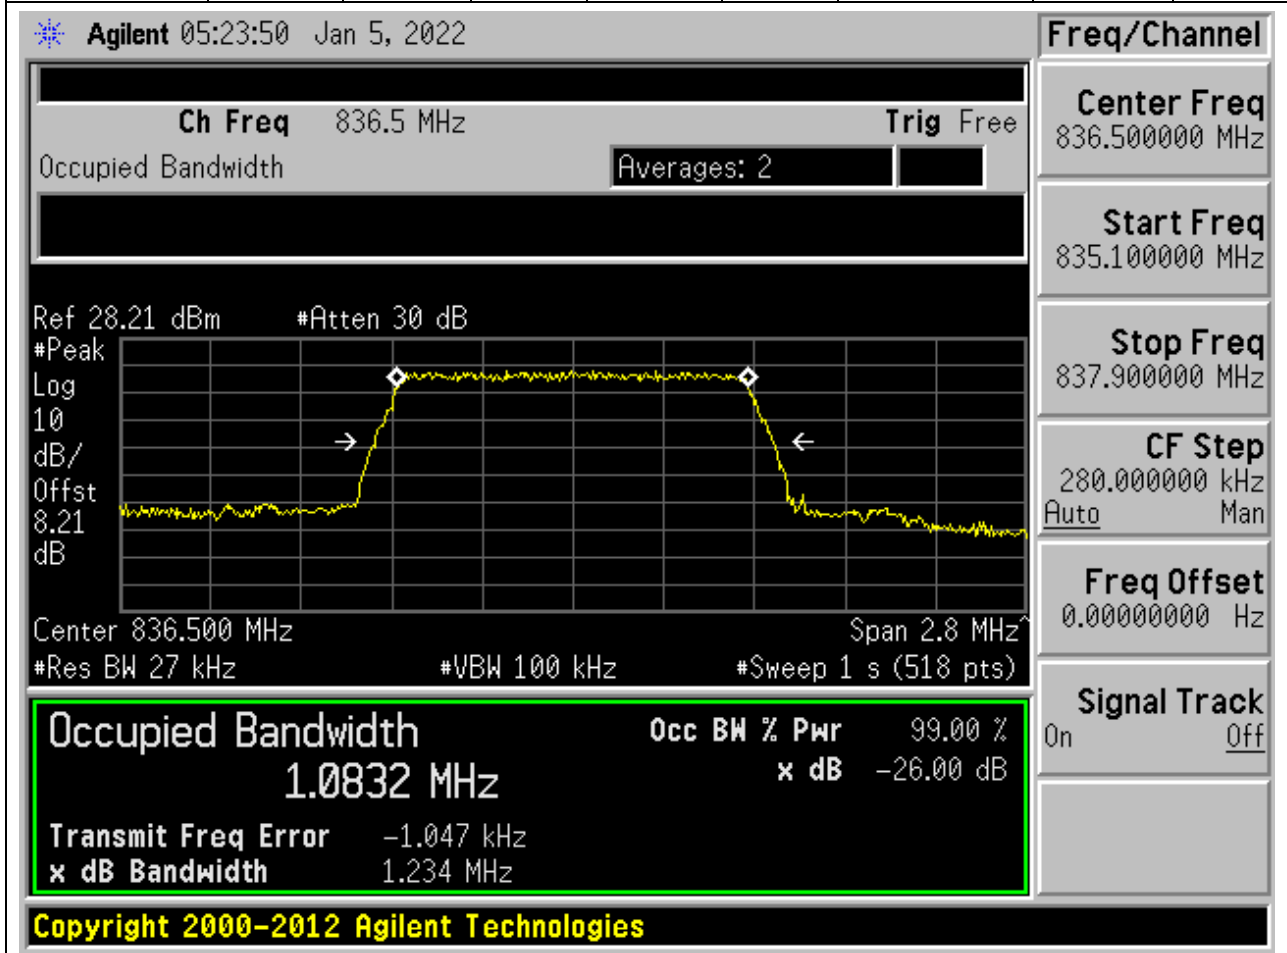 Agilent 05:23:50 Jan 5, 2022
Freq/Channel
Ch Freq 836.5 MHz
Trig Free
Occupied Bandwidth
Averages: 2
Center Freq
836.500000 MHz
Start Freq
835.100000 MHz
Stop Freq
837.900000 MHz
CF Step
280.000000 kHz
Auto Man
Freq Offset
0.00000000 Hz
Signal Track
On Off
Ref 28.21 dBm #Atten 30 dB
#Peak
Log
10
dB/
Offst
8.21
dB
Center 836.500 MHz Span 2.8 MHz^
#Res BW 27 kHz #VBW 100 kHz #Sweep 1 s (518 pts)
Occupied Bandwidth
1.0832 MHz
Occ BW % Pwr 99.00 %
x dB -26.00 dB
Transmit Freq Error -1.047 kHz
x dB Bandwidth 1.234 MHz
Copyright 2000-2012 Agilent Technologies